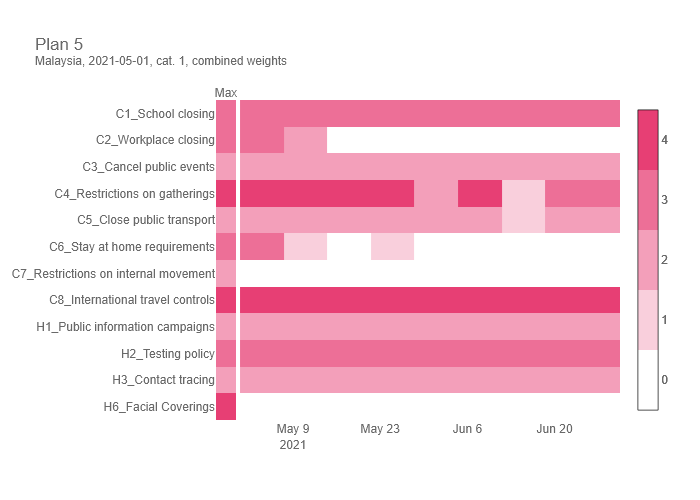 Plan 5
Malaysia, 2021-05-01, cat. 1, combined weights
Max
C1_School closing
C2_Workplace closing
C3_Cancel public events
C4_Restrictions on gatherings
C5_Close public transport
C6_Stay at home requirements
C7_Restrictions on internal movement
C8_International travel controls
H1_Public information campaigns
H2_Testing policy
H3_Contact tracing
H6_Facial Coverings
May 9
2021
May 23
Jun 6
Jun 20
4
3
2
1
0